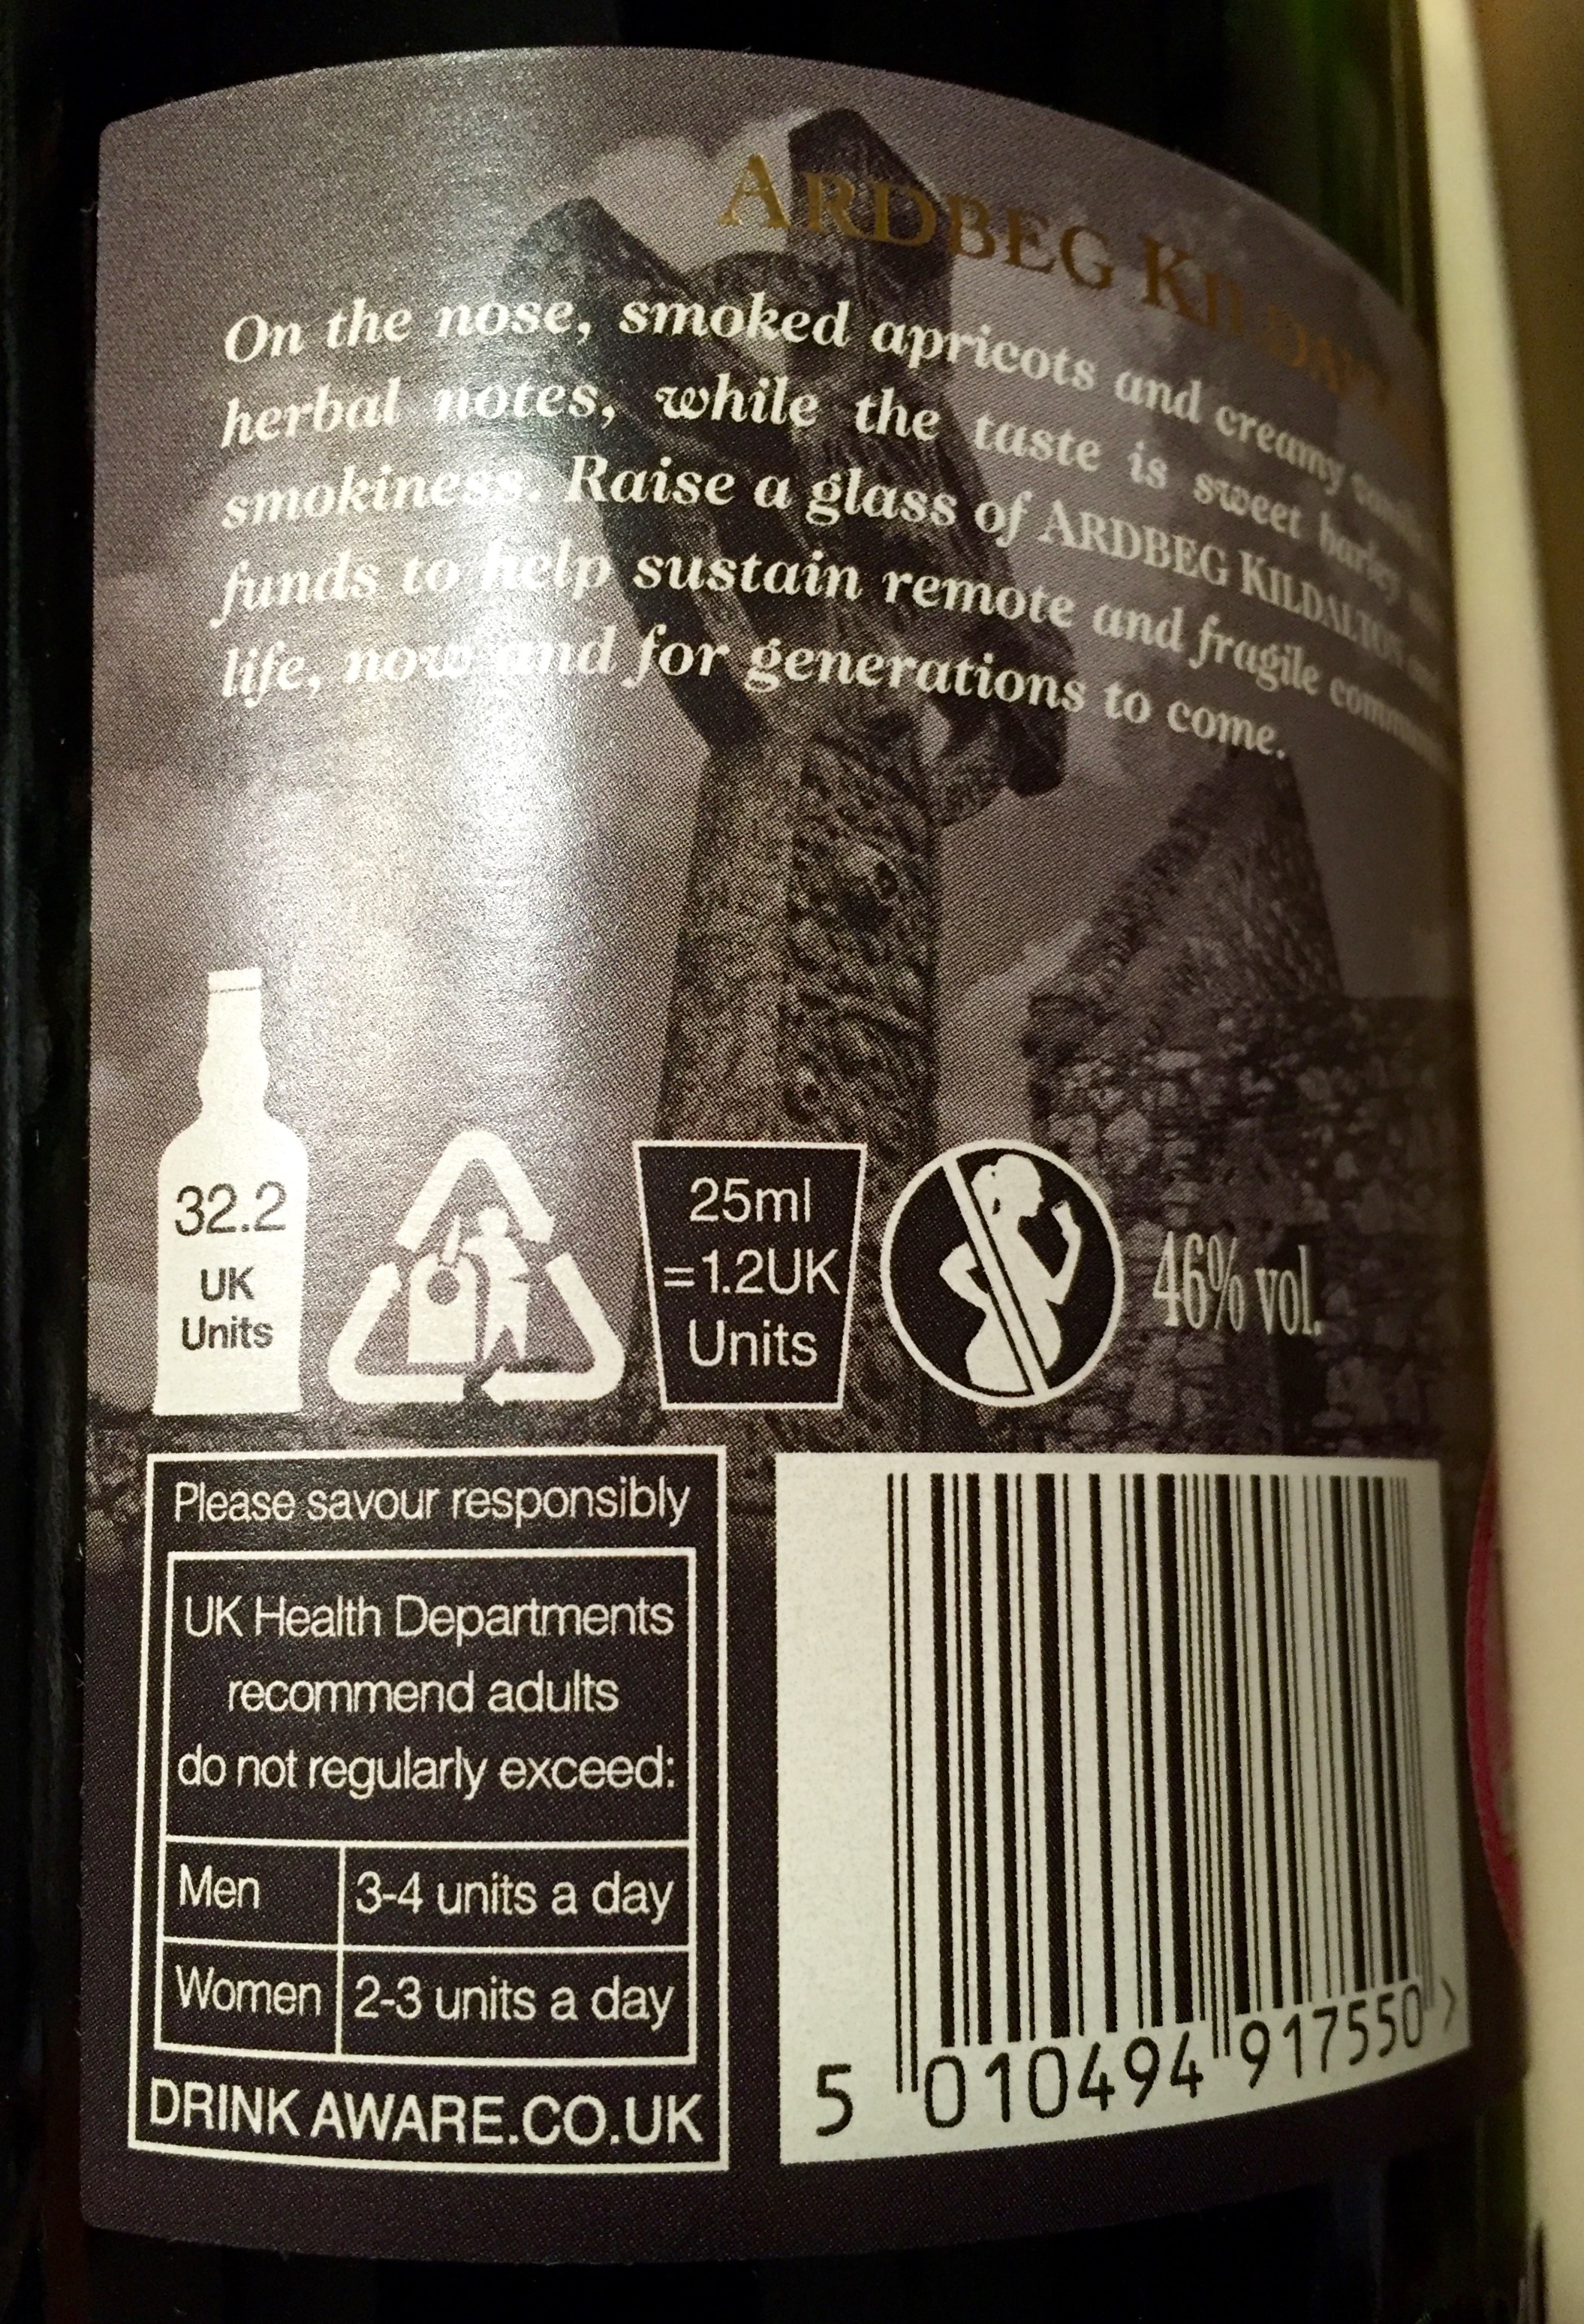 ARDBEG KILDALTON
On the nose, smoked apricots and creamy
herbal notes, while the taste is sweet barley
smokiness. Raise a glass of ARDBEG KILDALTON and
funds to help sustain remote and fragile
life, now and for generations to come.
32.2
UK
Units
25ml
=1.2UK
Units
46% vol.
Please savour responsibly
UK Health Departments
recommend adults
do not regularly exceed:
Men 3-4 units a day
Women 2-3 units a day
DRINKAWARE.CO.UK
5 010494 917550 >